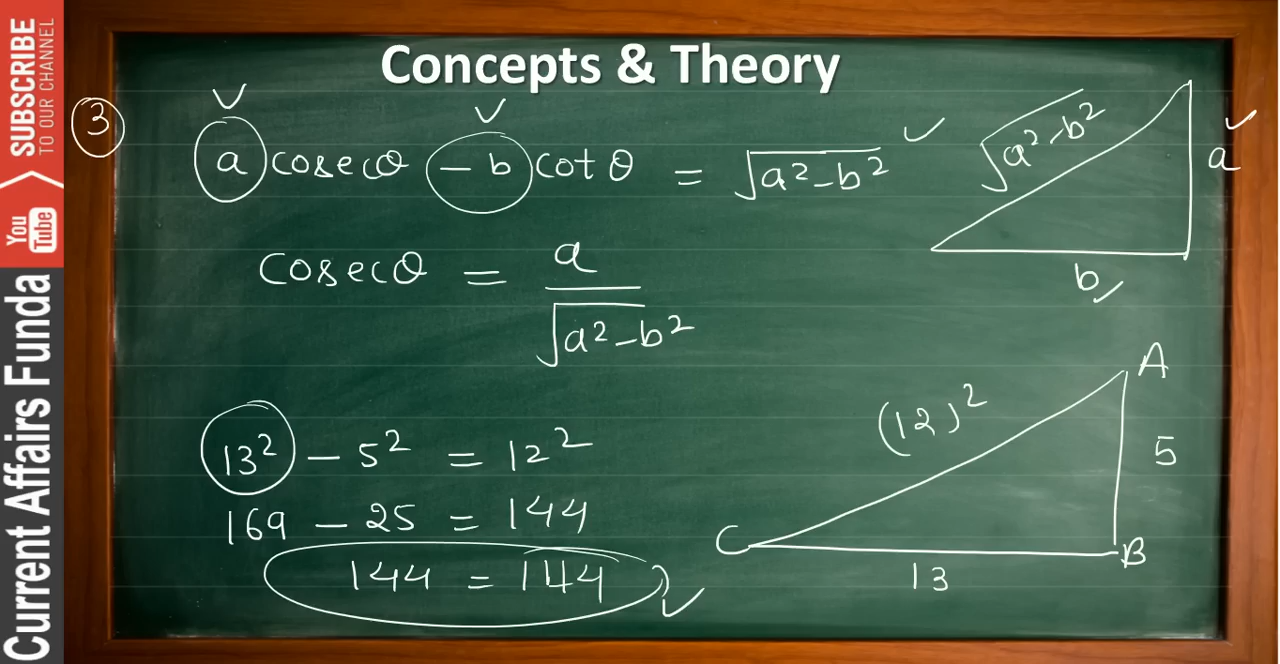 Concepts & Theory
③ a cosecθ - b cot θ = √a²-b²
cosecθ = a
√a²-b²
√a²-b²
a
b
13² - 5² = 12²
169 - 25 = 144
144 = 144
A
(12)²
5
C
B
13
SUBSCRIBE
TO OUR CHANNEL
You
Tube
Current Affairs Funda